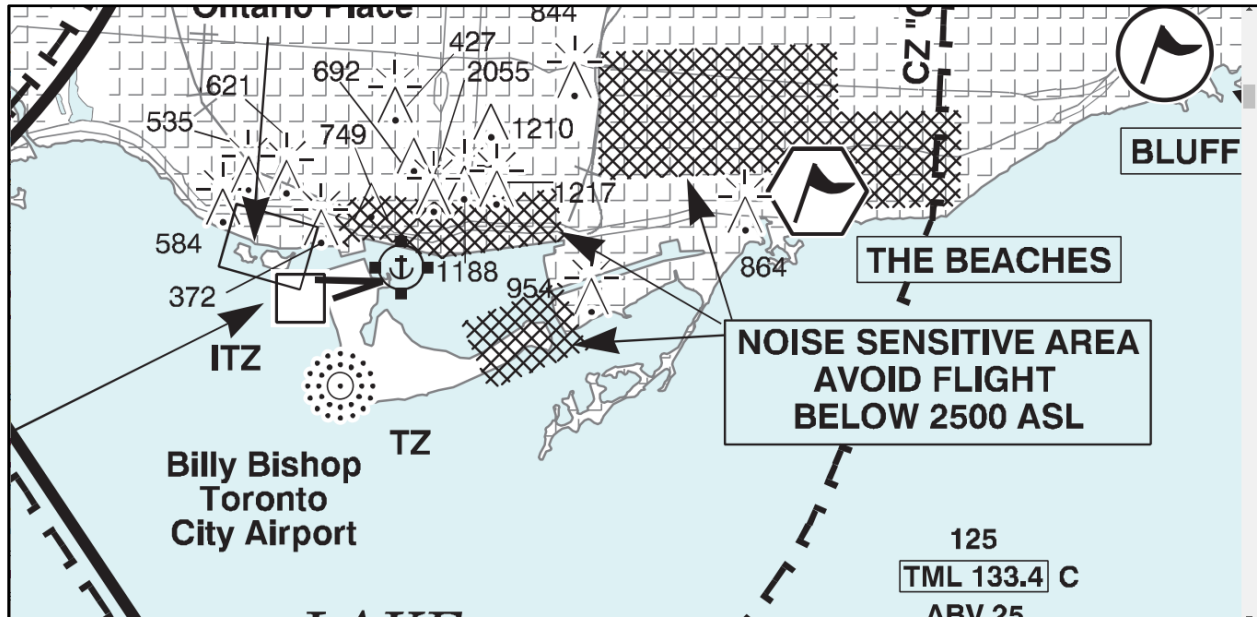 Ontario Place
844
CZ "C
427
692
2055
621
535
749
1210
BLUFF
1217
584
THE BEACHES
864
1188
954
372
ITZ
NOISE SENSITIVE AREA
AVOID FLIGHT
BELOW 2500 ASL
TZ
Billy Bishop
Toronto
City Airport
125
TML 133.4 C
ABV 25
LAKE